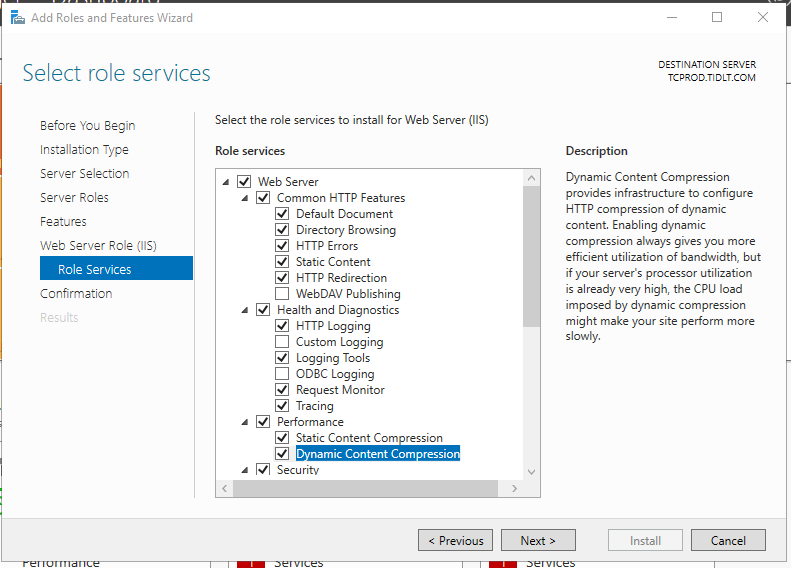 Add Roles and Features Wizard
Select role services
DESTINATION SERVER
TCPROD.TIDLT.COM
Before You Begin
Installation Type
Server Selection
Server Roles
Features
Web Server Role (IIS)
Role Services
Confirmation
Results
Select the role services to install for Web Server (IIS)
Role services
Web Server
Common HTTP Features
Default Document
Directory Browsing
HTTP Errors
Static Content
HTTP Redirection
WebDAV Publishing
Health and Diagnostics
HTTP Logging
Custom Logging
Logging Tools
ODBC Logging
Request Monitor
Tracing
Performance
Static Content Compression
Dynamic Content Compression
Security
Description
Dynamic Content Compression
provides infrastructure to configure
HTTP compression of dynamic
content. Enabling dynamic
compression always gives you more
efficient utilization of bandwidth, but
if your server's processor utilization
is already very high, the CPU load
imposed by dynamic compression
might make your site perform more
slowly.
< Previous
Next >
Install
Cancel
Performance
Services
Services